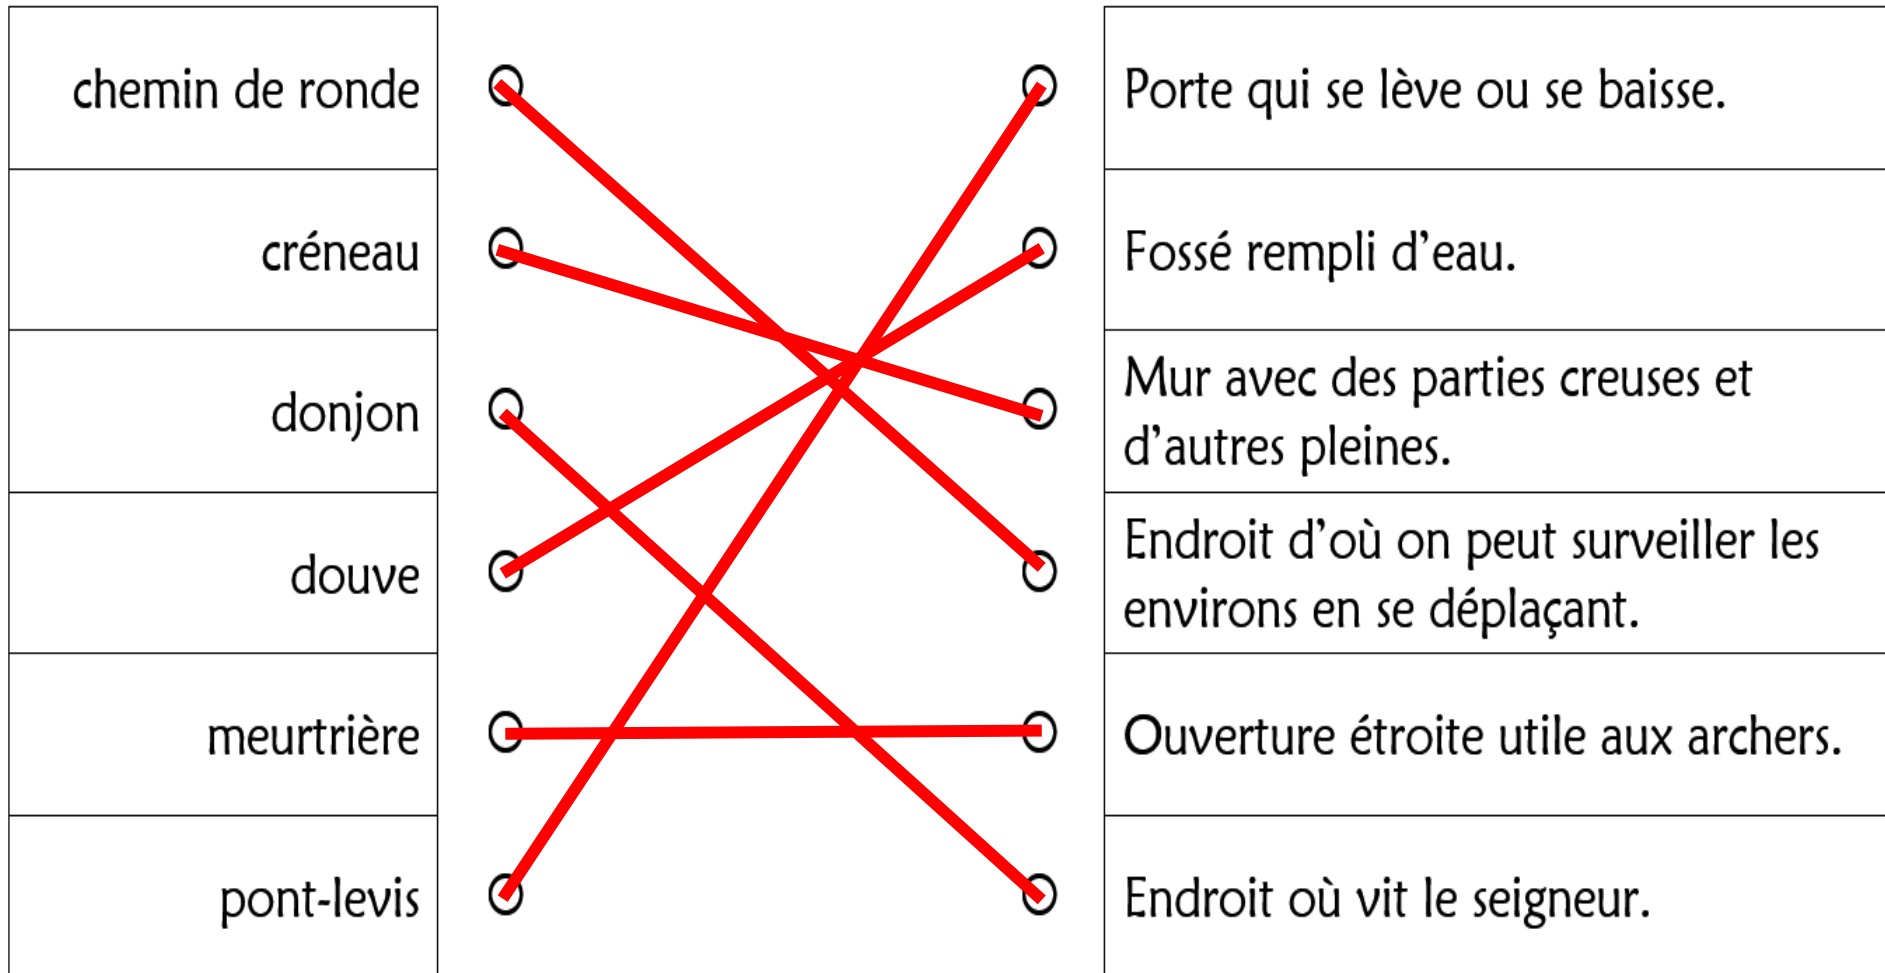 chemin de ronde
Porte qui se lève ou se baisse.
créneau
Fossé rempli d'eau.
donjon
Mur avec des parties creuses et
d'autres pleines.
douve
Endroit d'où on peut surveiller les
environs en se déplaçant.
meurtrière
Ouverture étroite utile aux archers.
pont-levis
Endroit où vit le seigneur.